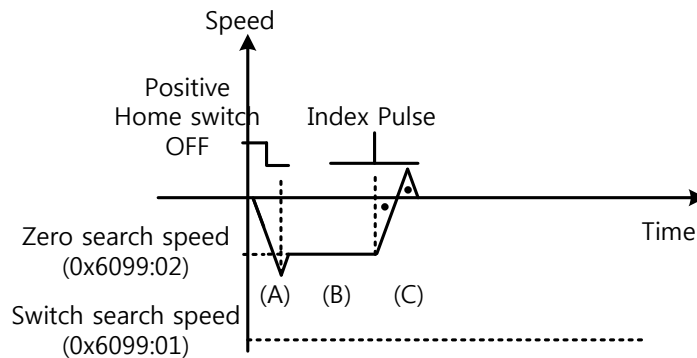 Speed
Positive
Home switch
OFF
Index Pulse
Time
Zero search speed
(0x6099:02)
(A)
(B)
(C)
Switch search speed
(0x6099:01)